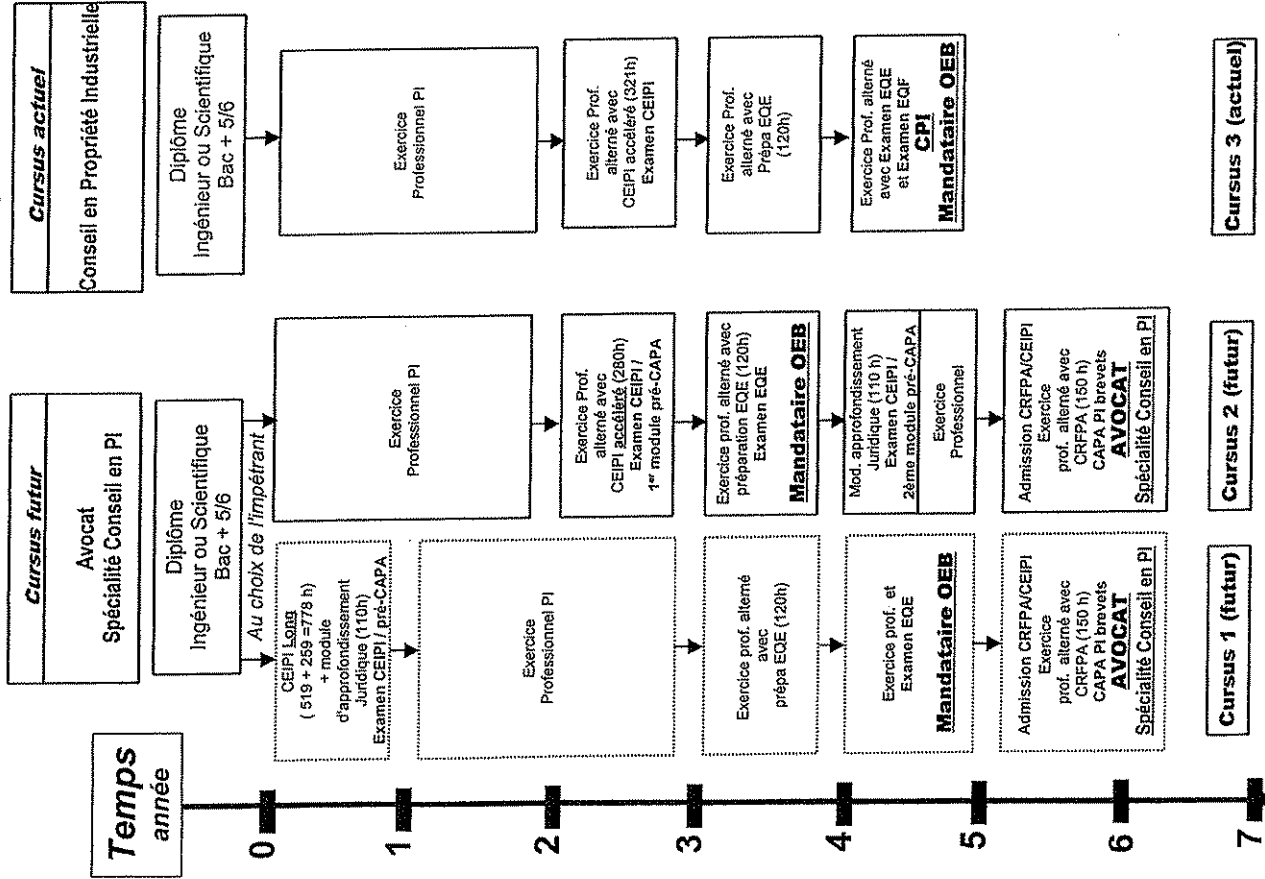 Temps
année
0
1
2
3
4
5
6
7
Cursus futur
Avocat
Spécialité Conseil en PI
Diplôme
Ingénieur ou Scientifique
Bac + 5/6
Au choix de l'impétrant
CEIPI Long
( 519 + 259 =778 h)
+ module
d'approfondissement
Juridique (110h)
Examen CEIPI / pré-CAPA
Exercice
Professionnel PI
Exercice prof. alterné
avec
prépa EQE (120h)
Exercice prof. et
Examen EQE
Mandataire OEB
Admission CRFPA/CEIPI
Exercice
prof. alterné avec
CRFPA (150 h)
CAPA PI brevets
AVOCAT
Spécialité Conseil en PI
Cursus 1 (futur)
Exercice
Professionnel PI
Exercice Prof.
alterné avec
CEIPI accéléré (280h)
Examen CEIPI /
1er module pré-CAPA
Exercice prof. alterné avec
préparation EQE (120h)
Examen EQE
Mandataire OEB
Mod. approfondissement
Juridique (110 h)
Examen CEIPI /
2ème module pré-CAPA
Exercice
Professionnel
Admission CRFPA/CEIPI
Exercice
prof. alterné avec
CRFPA (150 h)
CAPA PI brevets
AVOCAT
Spécialité Conseil en PI
Cursus 2 (futur)
Cursus actuel
Conseil en Propriété Industrielle
Diplôme
Ingénieur ou Scientifique
Bac + 5/6
Exercice
Professionnel PI
Exercice Prof.
alterné avec
CEIPI accéléré (321h)
Examen CEIPI
Exercice Prof.
alterné avec
Prépa EQE
(120h)
Exercice Prof. alterné
avec Examen EQE
et Examen EQF
CPI
Mandataire OEB
Cursus 3 (actuel)